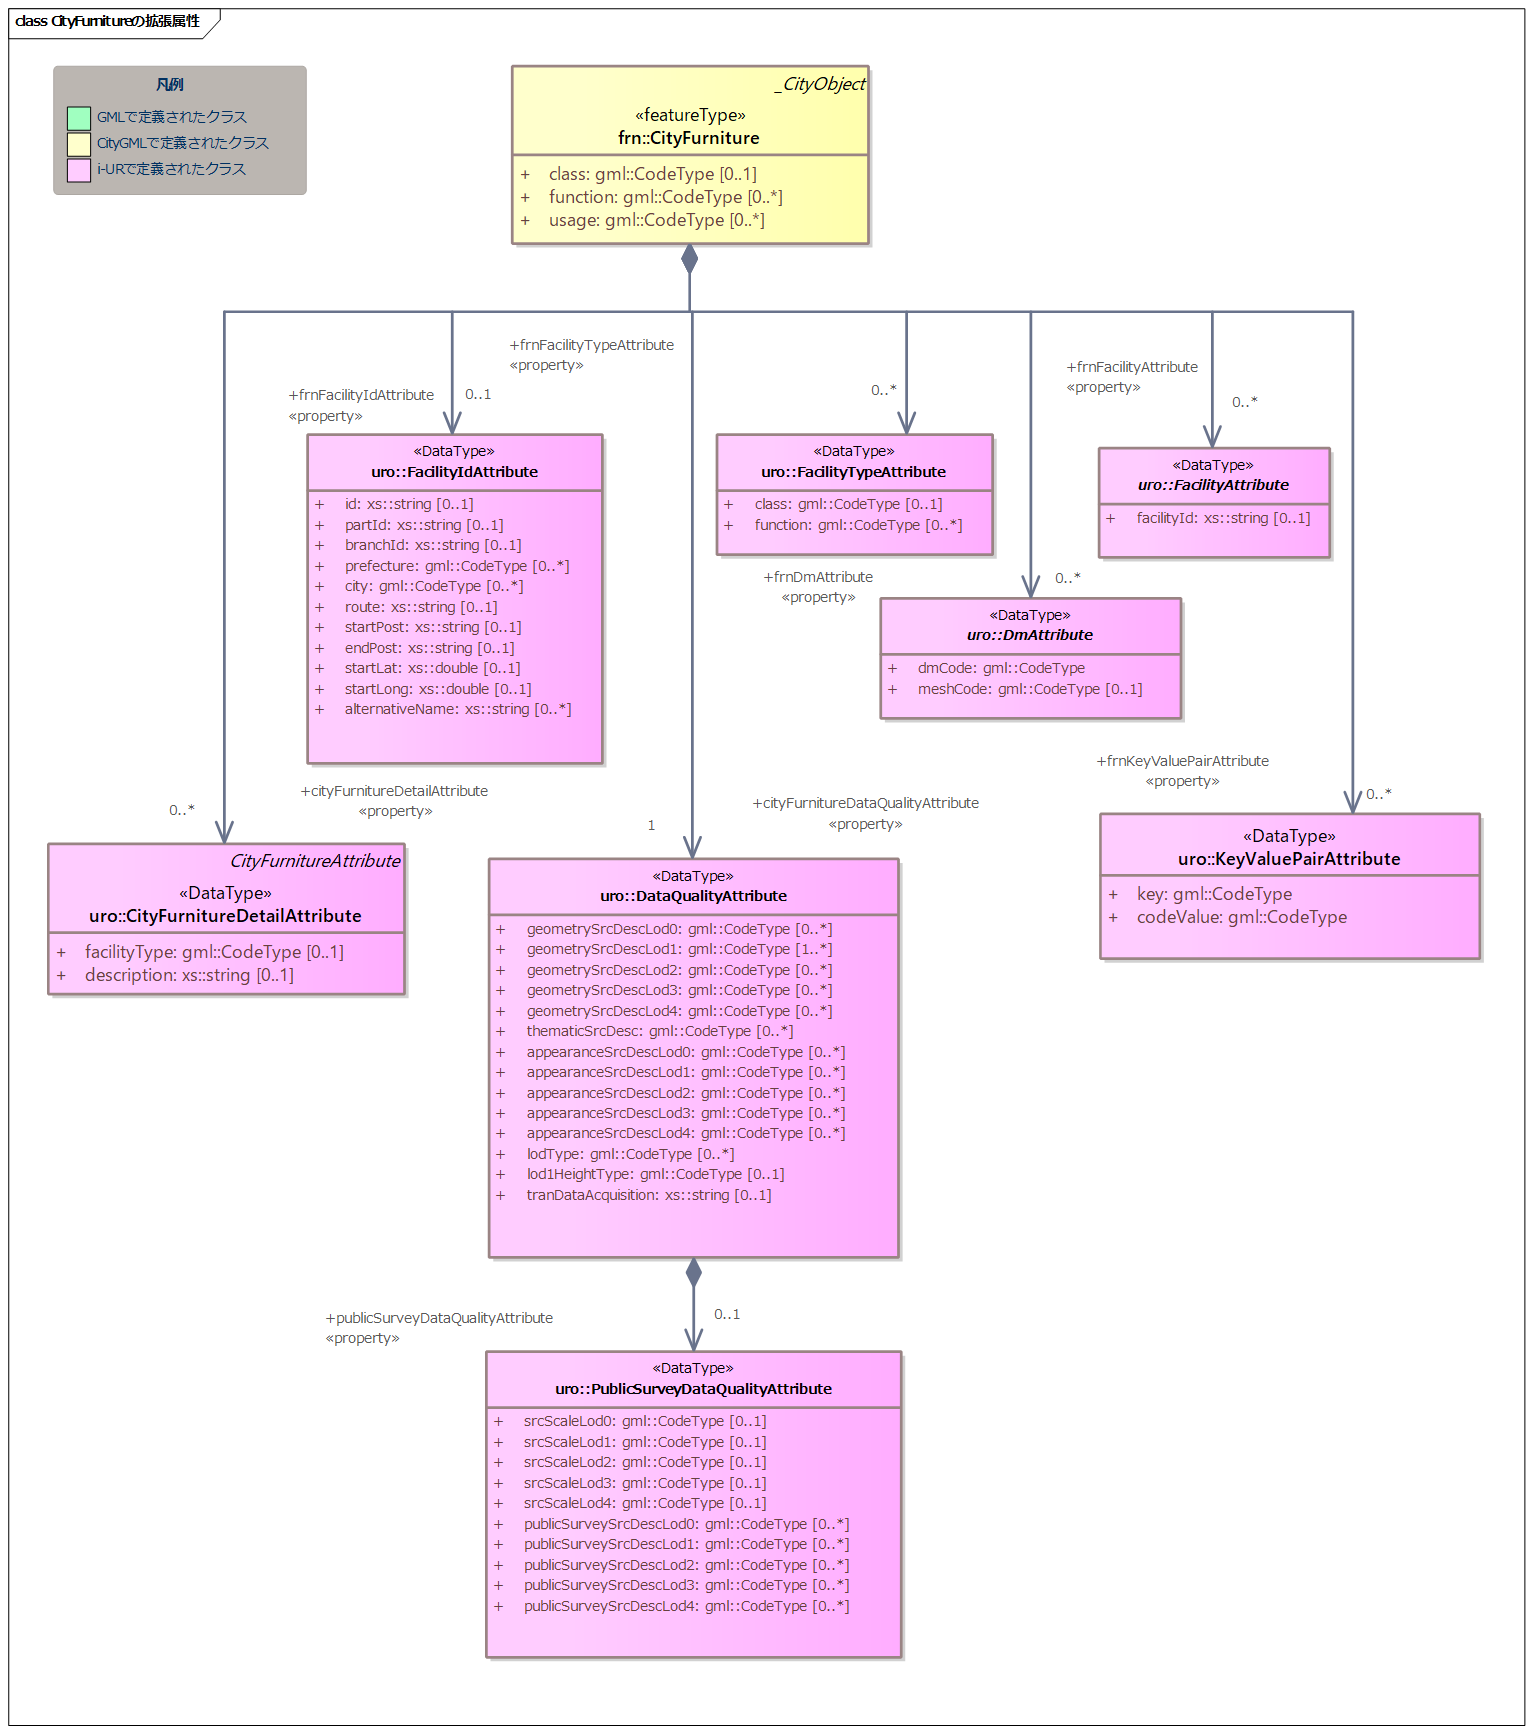 class CityFurnitureの拡張属性
凡例
GMLで定義されたクラス
CityGMLで定義されたクラス
i-URで定義されたクラス
_CityObject
«featureType»
frn::CityFurniture
+ class: gml::CodeType [0..1]
+ function: gml::CodeType [0..*]
+ usage: gml::CodeType [0..*]
+frnFacilityTypeAttribute
«property»
+frnFacilityIdAttribute
«property»
0..1
0..*
+frnFacilityAttribute
«property»
0..*
«DataType»
uro::FacilityIdAttribute
+ id: xs::string [0..1]
+ partId: xs::string [0..1]
+ branchId: xs::string [0..1]
+ prefecture: gml::CodeType [0..*]
+ city: gml::CodeType [0..*]
+ route: xs::string [0..1]
+ startPost: xs::string [0..1]
+ endPost: xs::string [0..1]
+ startLat: xs::double [0..1]
+ startLong: xs::double [0..1]
+ alternativeName: xs::string [0..*]
«DataType»
uro::FacilityTypeAttribute
+ class: gml::CodeType [0..1]
+ function: gml::CodeType [0..*]
«DataType»
uro::FacilityAttribute
+ facilityId: xs::string [0..1]
+frnDmAttribute
«property»
0..*
«DataType»
uro::DmAttribute
+ dmCode: gml::CodeType
+ meshCode: gml::CodeType [0..1]
+frnKeyValuePairAttribute
«property»
0..*
«DataType»
uro::KeyValuePairAttribute
+ key: gml::CodeType
+ codeValue: gml::CodeType
+cityFurnitureDetailAttribute
«property»
0..*
CityFurnitureAttribute
«DataType»
uro::CityFurnitureDetailAttribute
+ facilityType: gml::CodeType [0..1]
+ description: xs::string [0..1]
+cityFurnitureDataQualityAttribute
«property»
1
«DataType»
uro::DataQualityAttribute
+ geometrySrcDescLod0: gml::CodeType [0..*]
+ geometrySrcDescLod1: gml::CodeType [1..*]
+ geometrySrcDescLod2: gml::CodeType [0..*]
+ geometrySrcDescLod3: gml::CodeType [0..*]
+ geometrySrcDescLod4: gml::CodeType [0..*]
+ thematicSrcDesc: gml::CodeType [0..*]
+ appearanceSrcDescLod0: gml::CodeType [0..*]
+ appearanceSrcDescLod1: gml::CodeType [0..*]
+ appearanceSrcDescLod2: gml::CodeType [0..*]
+ appearanceSrcDescLod3: gml::CodeType [0..*]
+ appearanceSrcDescLod4: gml::CodeType [0..*]
+ lodType: gml::CodeType [0..*]
+ lod1HeightType: gml::CodeType [0..1]
+ tranDataAcquisition: xs::string [0..1]
+publicSurveyDataQualityAttribute
«property»
0..1
«DataType»
uro::PublicSurveyDataQualityAttribute
+ srcScaleLod0: gml::CodeType [0..1]
+ srcScaleLod1: gml::CodeType [0..1]
+ srcScaleLod2: gml::CodeType [0..1]
+ srcScaleLod3: gml::CodeType [0..1]
+ srcScaleLod4: gml::CodeType [0..1]
+ publicSurveySrcDescLod0: gml::CodeType [0..*]
+ publicSurveySrcDescLod1: gml::CodeType [0..*]
+ publicSurveySrcDescLod2: gml::CodeType [0..*]
+ publicSurveySrcDescLod3: gml::CodeType [0..*]
+ publicSurveySrcDescLod4: gml::CodeType [0..*]